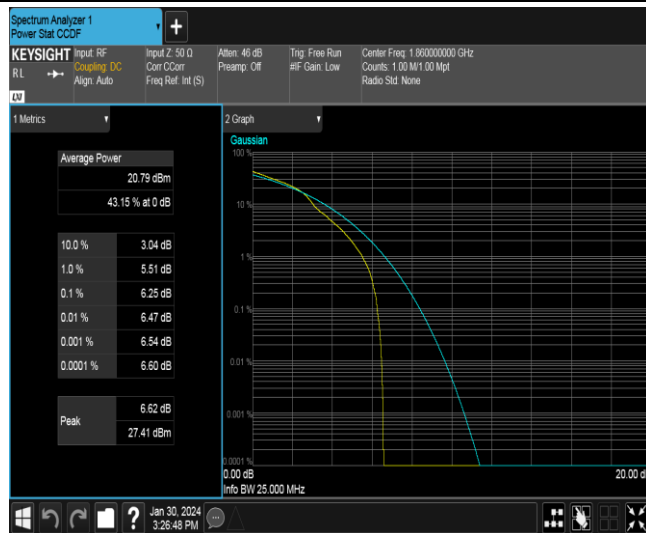 Spectrum Analyzer 1
Power Stat CCDF
+
KEYSIGHT
RL
LXI
Input: RF
Coupling: DC
Align: Auto
Input Z: 50 Ω
Corr CCorr
Freq Ref: Int (S)
Atten: 46 dB
Preamp: Off
Trig: Free Run
#IF Gain: Low
Center Freq: 1.860000000 GHz
Counts: 1.00 M/1.00 Mpt
Radio Std: None
1 Metrics
Average Power
20.79 dBm
43.15 % at 0 dB
10.0 % 3.04 dB
1.0 % 5.51 dB
0.1 % 6.25 dB
0.01 % 6.47 dB
0.001 % 6.54 dB
0.0001 % 6.60 dB
Peak
6.62 dB
27.41 dBm
2 Graph
Gaussian
100 %
10 %
1 %
0.1 %
0.01 %
0.001 %
0.0001 %
0.00 dB
20.00 d
Info BW 25.000 MHz
?
Jan 30, 2024
3:26:48 PM